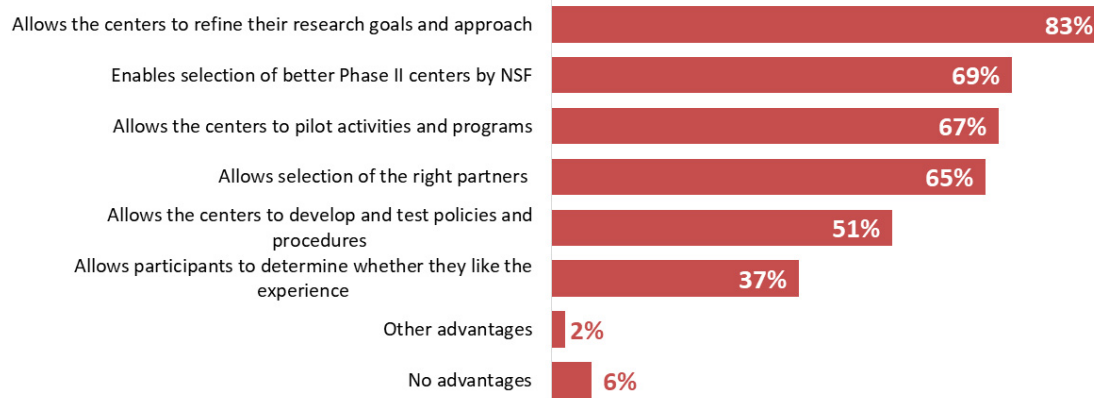 Allows the centers to refine their research goals and approach 83%
Enables selection of better Phase II centers by NSF 69%
Allows the centers to pilot activities and programs 67%
Allows selection of the right partners 65%
Allows the centers to develop and test policies and
procedures 51%
Allows participants to determine whether they like the
experience 37%
Other advantages 2%
No advantages 6%